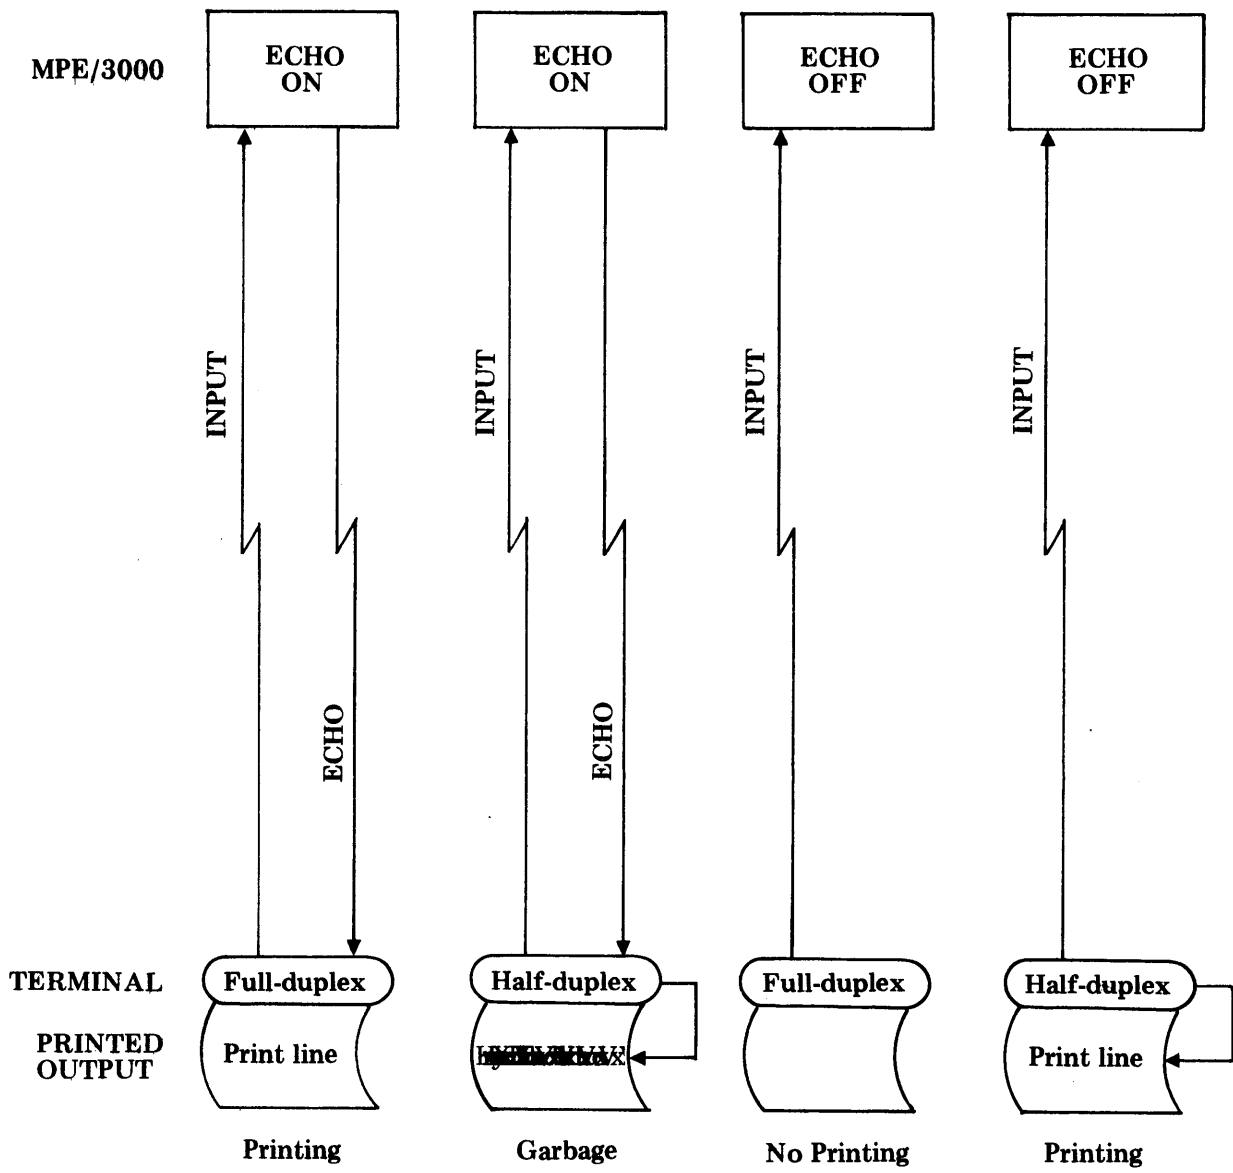 MPE/3000
ECHO
ON
ECHO
ON
ECHO
OFF
ECHO
OFF
INPUT
INPUT
INPUT
INPUT
ECHO
ECHO
TERMINAL
Full-duplex
Half-duplex
Full-duplex
Half-duplex
PRINTED
OUTPUT
Print line
Print line
Printing
Garbage
No Printing
Printing